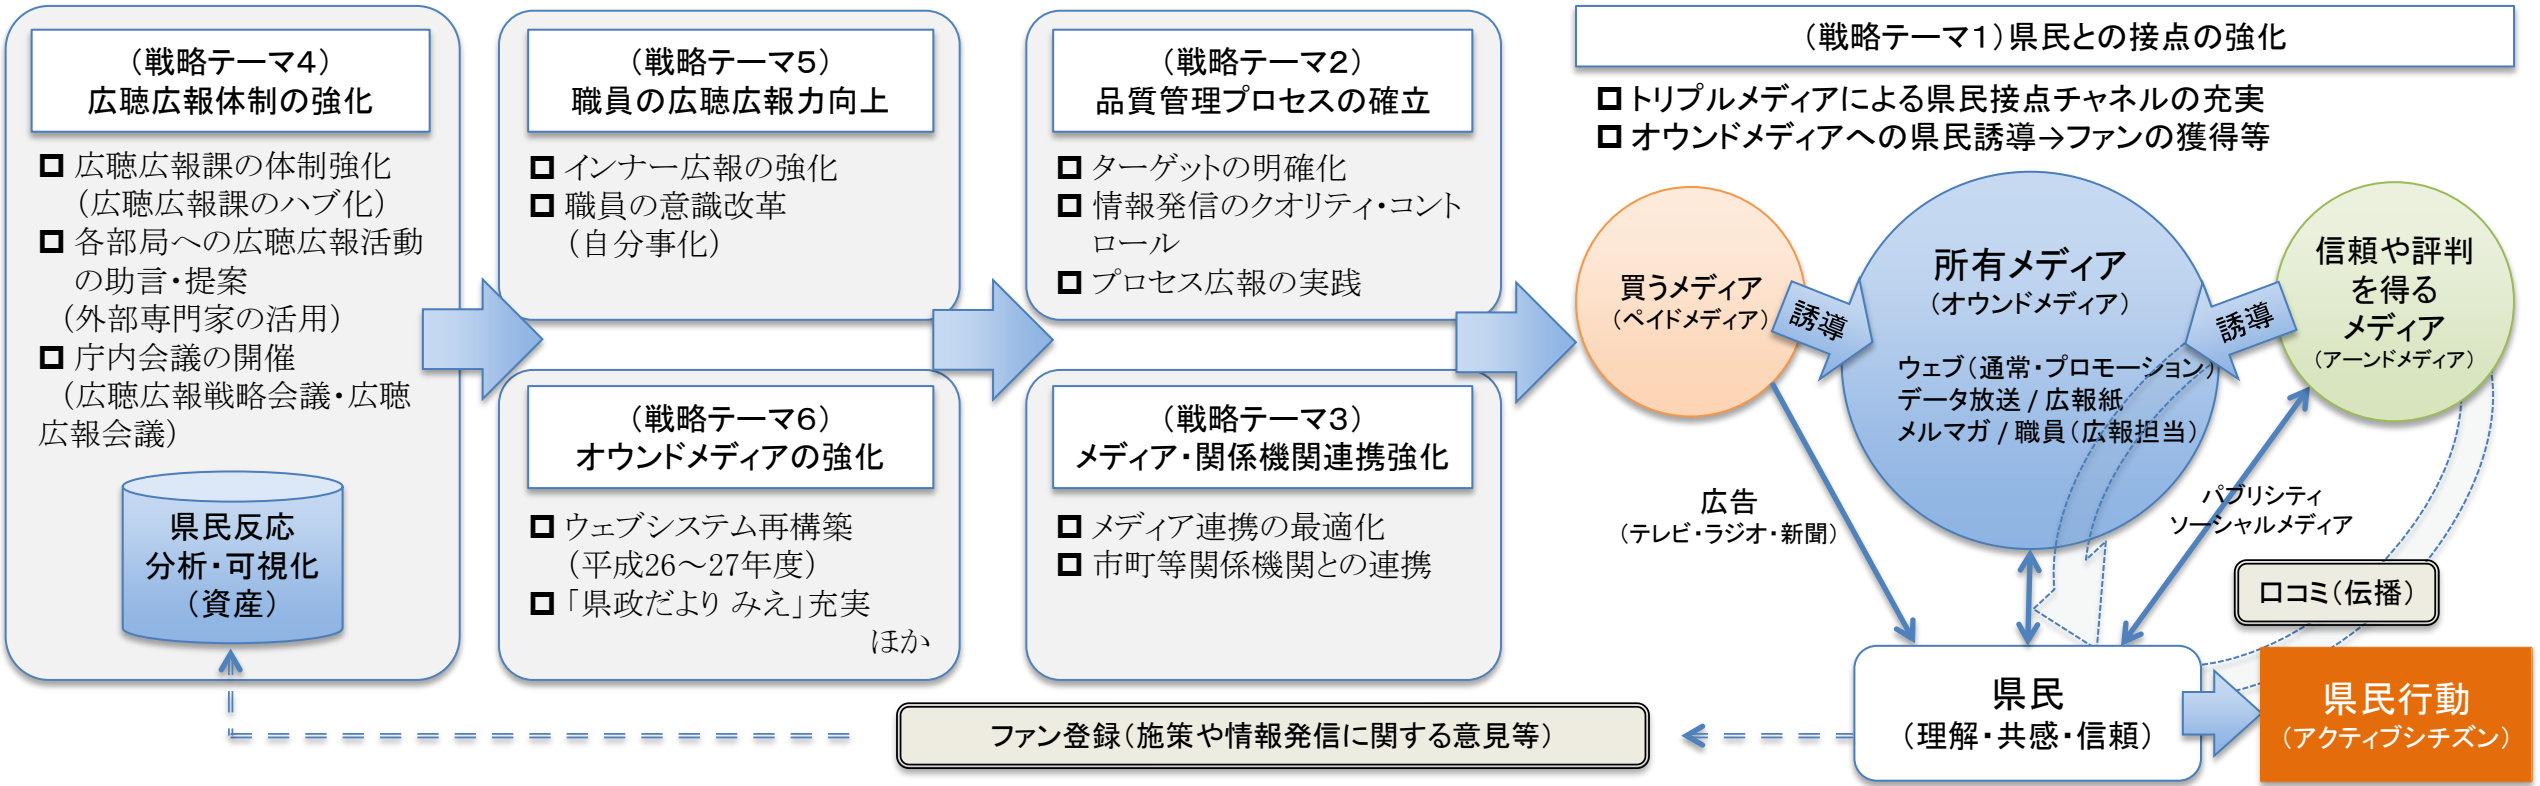 （戦略テーマ４）
広聴広報体制の強化
広聴広報課の体制強化
（広聴広報課のハブ化）
各部局への広聴広報活動
の助言・提案
（外部専門家の活用）
庁内会議の開催
（広聴広報戦略会議・広聴
広報会議）
県民反応
分析・可視化
（資産）
（戦略テーマ５）
職員の広聴広報力向上
インナー広報の強化
職員の意識改革
（自分事化）
（戦略テーマ６）
オウンドメディアの強化
ウェブシステム再構築
（平成26～27年度）
「県政だより みえ」充実
ほか
（戦略テーマ２）
品質管理プロセスの確立
ターゲットの明確化
情報発信のクオリティ・コント
ロール
プロセス広報の実践
（戦略テーマ３）
メディア・関係機関連携強化
メディア連携の最適化
市町等関係機関との連携
（戦略テーマ１）県民との接点の強化
トリプルメディアによる県民接点チャネルの充実
オウンドメディアへの県民誘導→ファンの獲得等
買うメディア
（ペイドメディア）
誘導
所有メディア
（オウンドメディア）
ウェブ（通常・プロモーション）
データ放送 / 広報紙
メルマガ / 職員（広報担当）
誘導
信頼や評判
を得る
メディア
（アーンドメディア）
広告
（テレビ・ラジオ・新聞）
パブリシティ
ソーシャルメディア
口コミ（伝播）
県民
（理解・共感・信頼）
県民行動
（アクティブシチズン）
ファン登録（施策や情報発信に関する意見等）